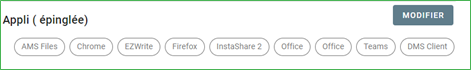 Appli ( épinglée)
MODIFIER
AMS Files Chrome EZWrite Firefox InstaShare 2 Office Office Teams DMS Client